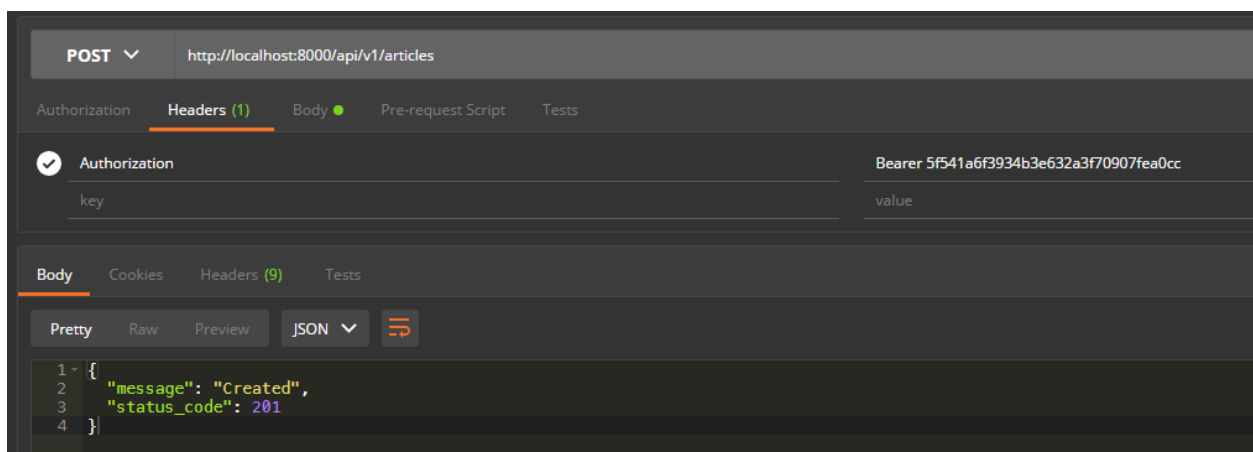 POST http://localhost:8000/api/v1/articles
Authorization Headers (1) Body Pre-request Script Tests
Authorization Bearer 5f541a6f3934b3e632a3f70907fea0cc
key value
Body Cookies Headers (9) Tests
Pretty Raw Preview JSON
1 {
2 "message": "Created",
3 "status_code": 201
4 }